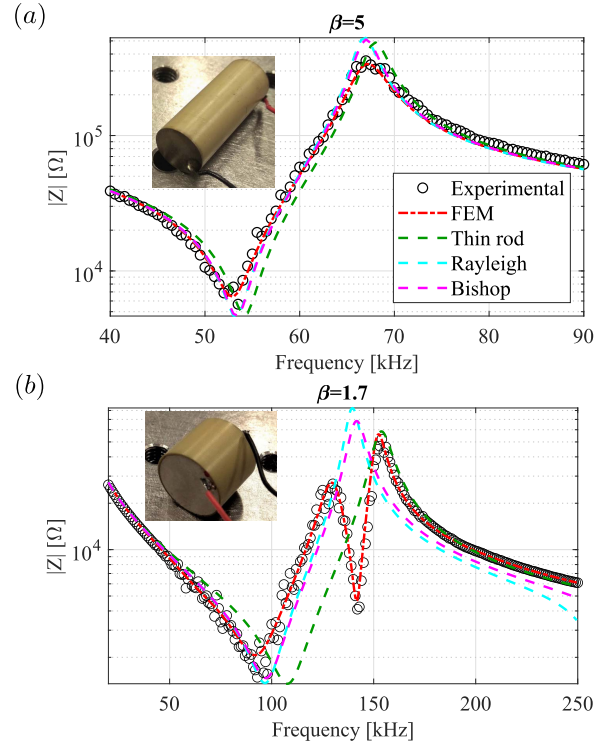 (a)
β=5
|Z| [Ω]
10^5
10^4
Experimental
FEM
Thin rod
Rayleigh
Bishop
40 50 60 70 80 90
Frequency [kHz]
(b)
β=1.7
|Z| [Ω]
10^4
50 100 150 200 250
Frequency [kHz]